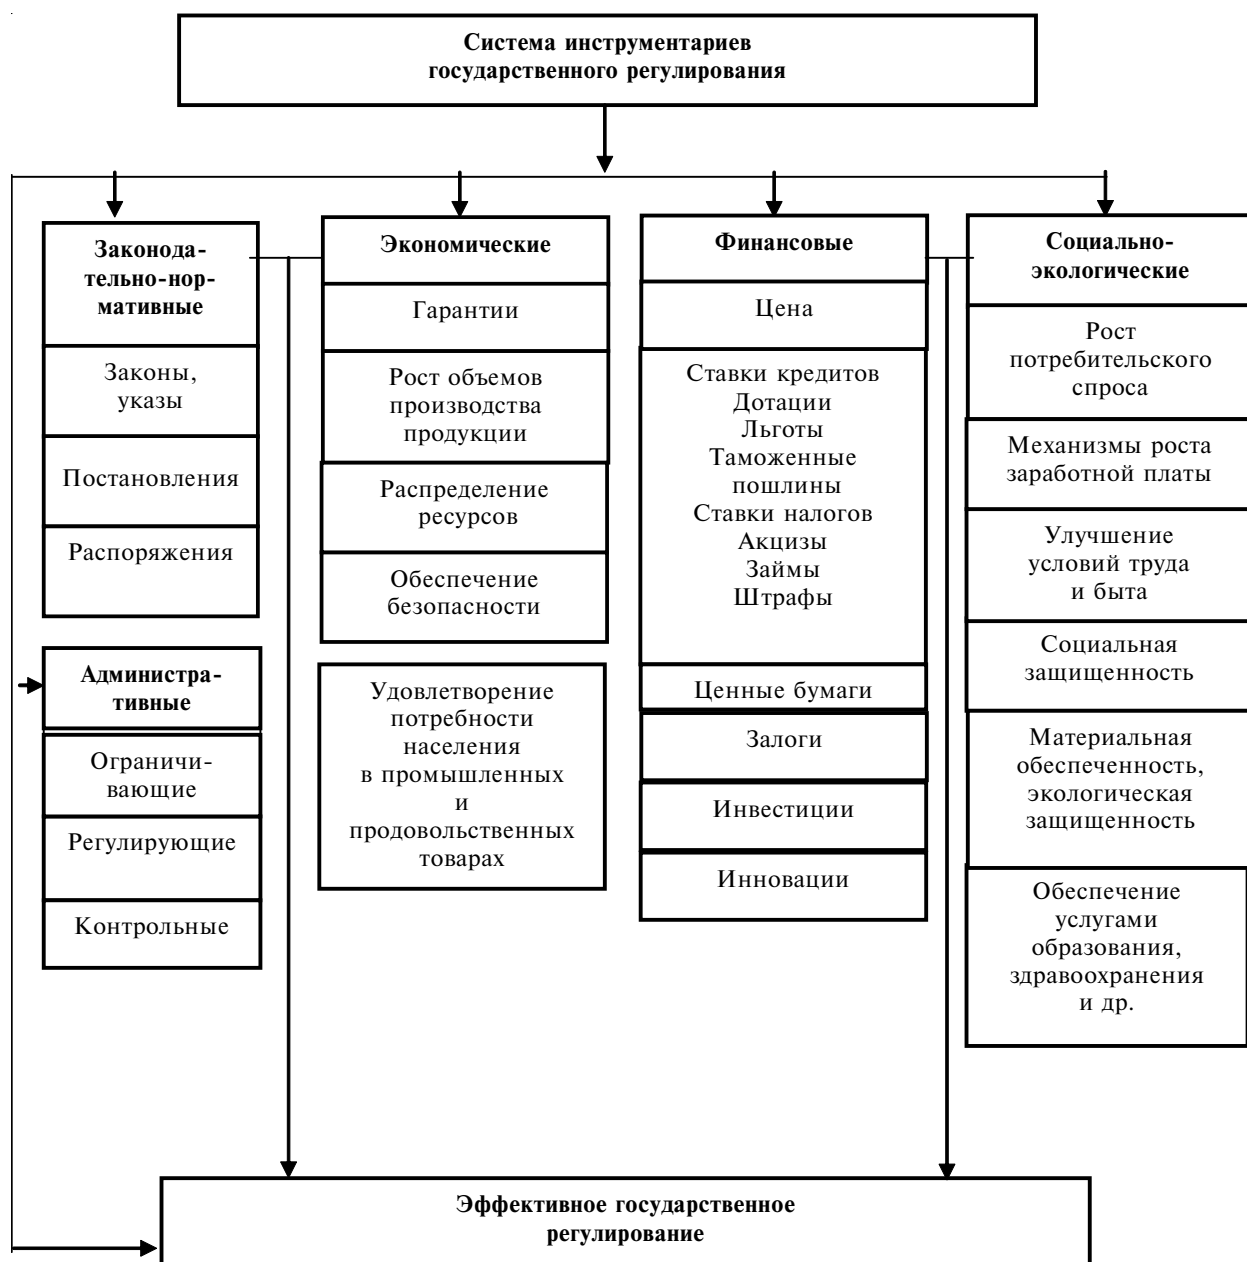 Система инструментариев
государственного регулирования
Законода-
тельно-нор-
мативные
Законы,
указы
Постановления
Распоряжения
Административные
Администра-
тивные
Ограничи-
вающие
Регулирующие
Контрольные
Экономические
Гарантии
Рост объемов
производства
продукции
Распределение
ресурсов
Обеспечение
безопасности
Удовлетворение
потребности
населения
в промышленных
и
продовольственных
товарах
Финансовые
Цена
Ставки кредитов
Дотации
Льготы
Таможенные
пошлины
Ставки налогов
Акцизы
Займы
Штрафы
Ценные бумаги
Залоги
Инвестиции
Инновации
Социально-
экологические
Рост
потребительского
спроса
Механизмы роста
заработной платы
Улучшение
условий труда
и быта
Социальная
защищенность
Материальная
обеспеченность,
экологическая
защищенность
Обеспечение
услугами
образования,
здравоохранения
и др.
Эффективное государственное
регулирование